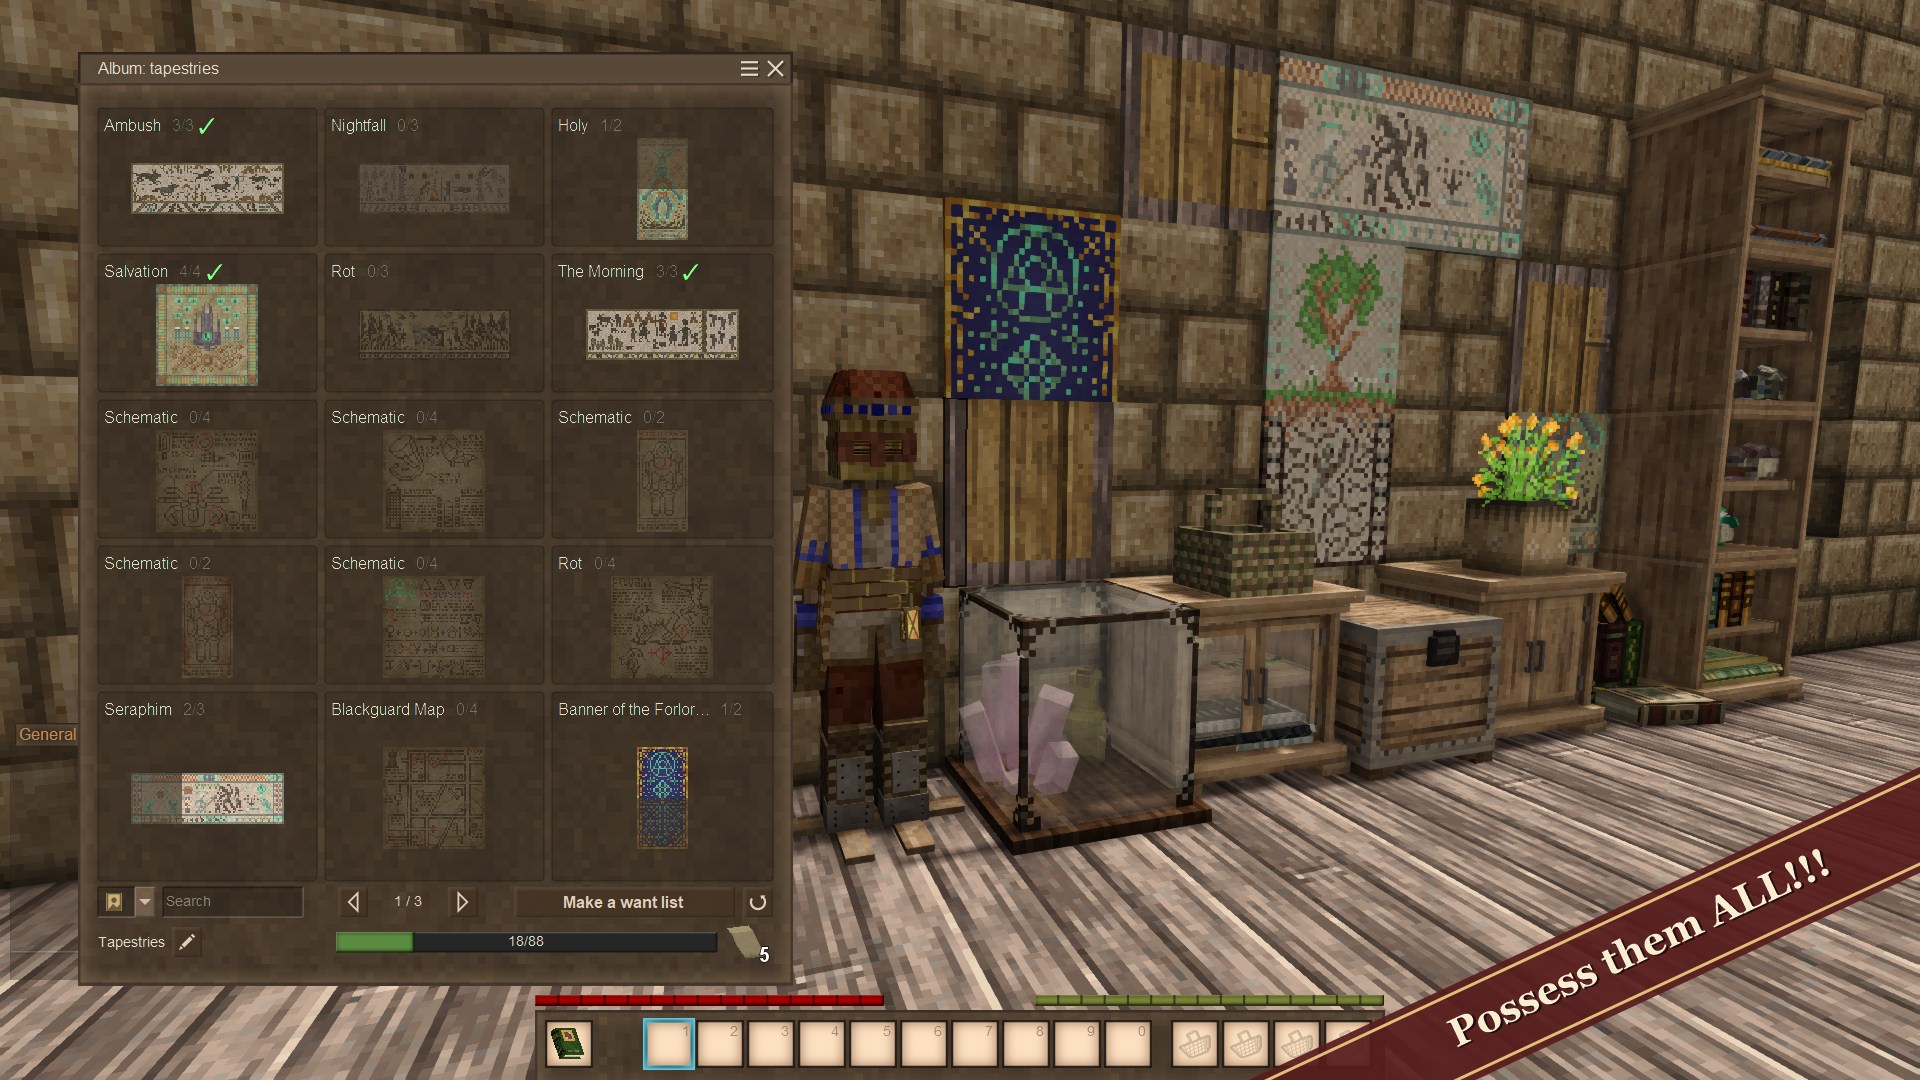 Album: tapestries
Ambush 3/3
Nightfall 0/3
Holy 1/2
Salvation 4/4
Rot 0/3
The Morning 3/3
Schematic 0/4
Schematic 0/4
Schematic 0/2
Schematic 0/2
Schematic 0/4
Rot 0/4
Seraphim 2/3
Blackguard Map 0/4
Banner of the Forlor... 1/2
General
Search
1 / 3
Make a want list
Tapestries
18/88
5
1 2 3 4 5 6 7 8 9 0
Possess them ALL!!!